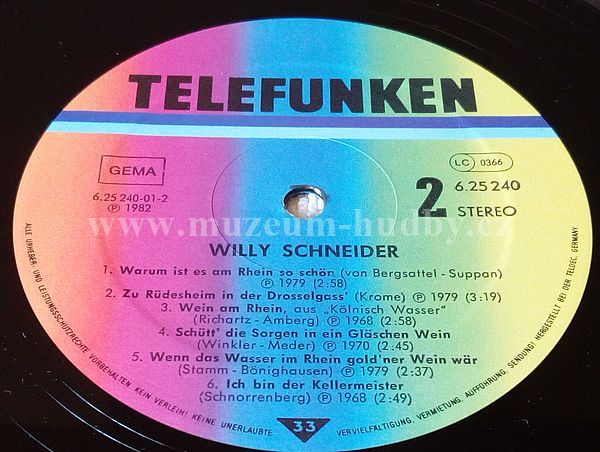 TELEFUNKEN
GEMA
6.25 240-01-2
Ⓟ 1982
LC 0366
2 6.25 240
STEREO
www.muzeum-hudby.cz
WILLY SCHNEIDER
1. Warum ist es am Rhein so schön (von Bergsattel - Suppan)
Ⓟ 1979 (2:58)
2. Zu Rüdesheim in der Drosselgass' (Krome) Ⓟ 1979 (3:19)
3. Wein am Rhein, aus „Kölnisch Wasser"
(Richartz - Amberg) Ⓟ 1968 (2:58)
4. Schütt' die Sorgen in ein Gläschen Wein
(Winkler - Meder) Ⓟ 1970 (2:45)
5. Wenn das Wasser im Rhein gold'ner Wein wär
(Stamm - Bönighausen) Ⓟ 1979 (2:37)
6. Ich bin der Kellermeister
(Schnorrenberg) Ⓟ 1968 (2:49)
33
ALLE URHEBER- UND LEISTUNGSSCHUTZRECHTE VORBEHALTEN KEIN VERLEIH! KEINE UNERLAUBTE VERVIELFÄLTIGUNG, VERMIETUNG, AUFFÜHRUNG, SENDUNG! HERGESTELLT BEI DER TELDEC, GERMANY